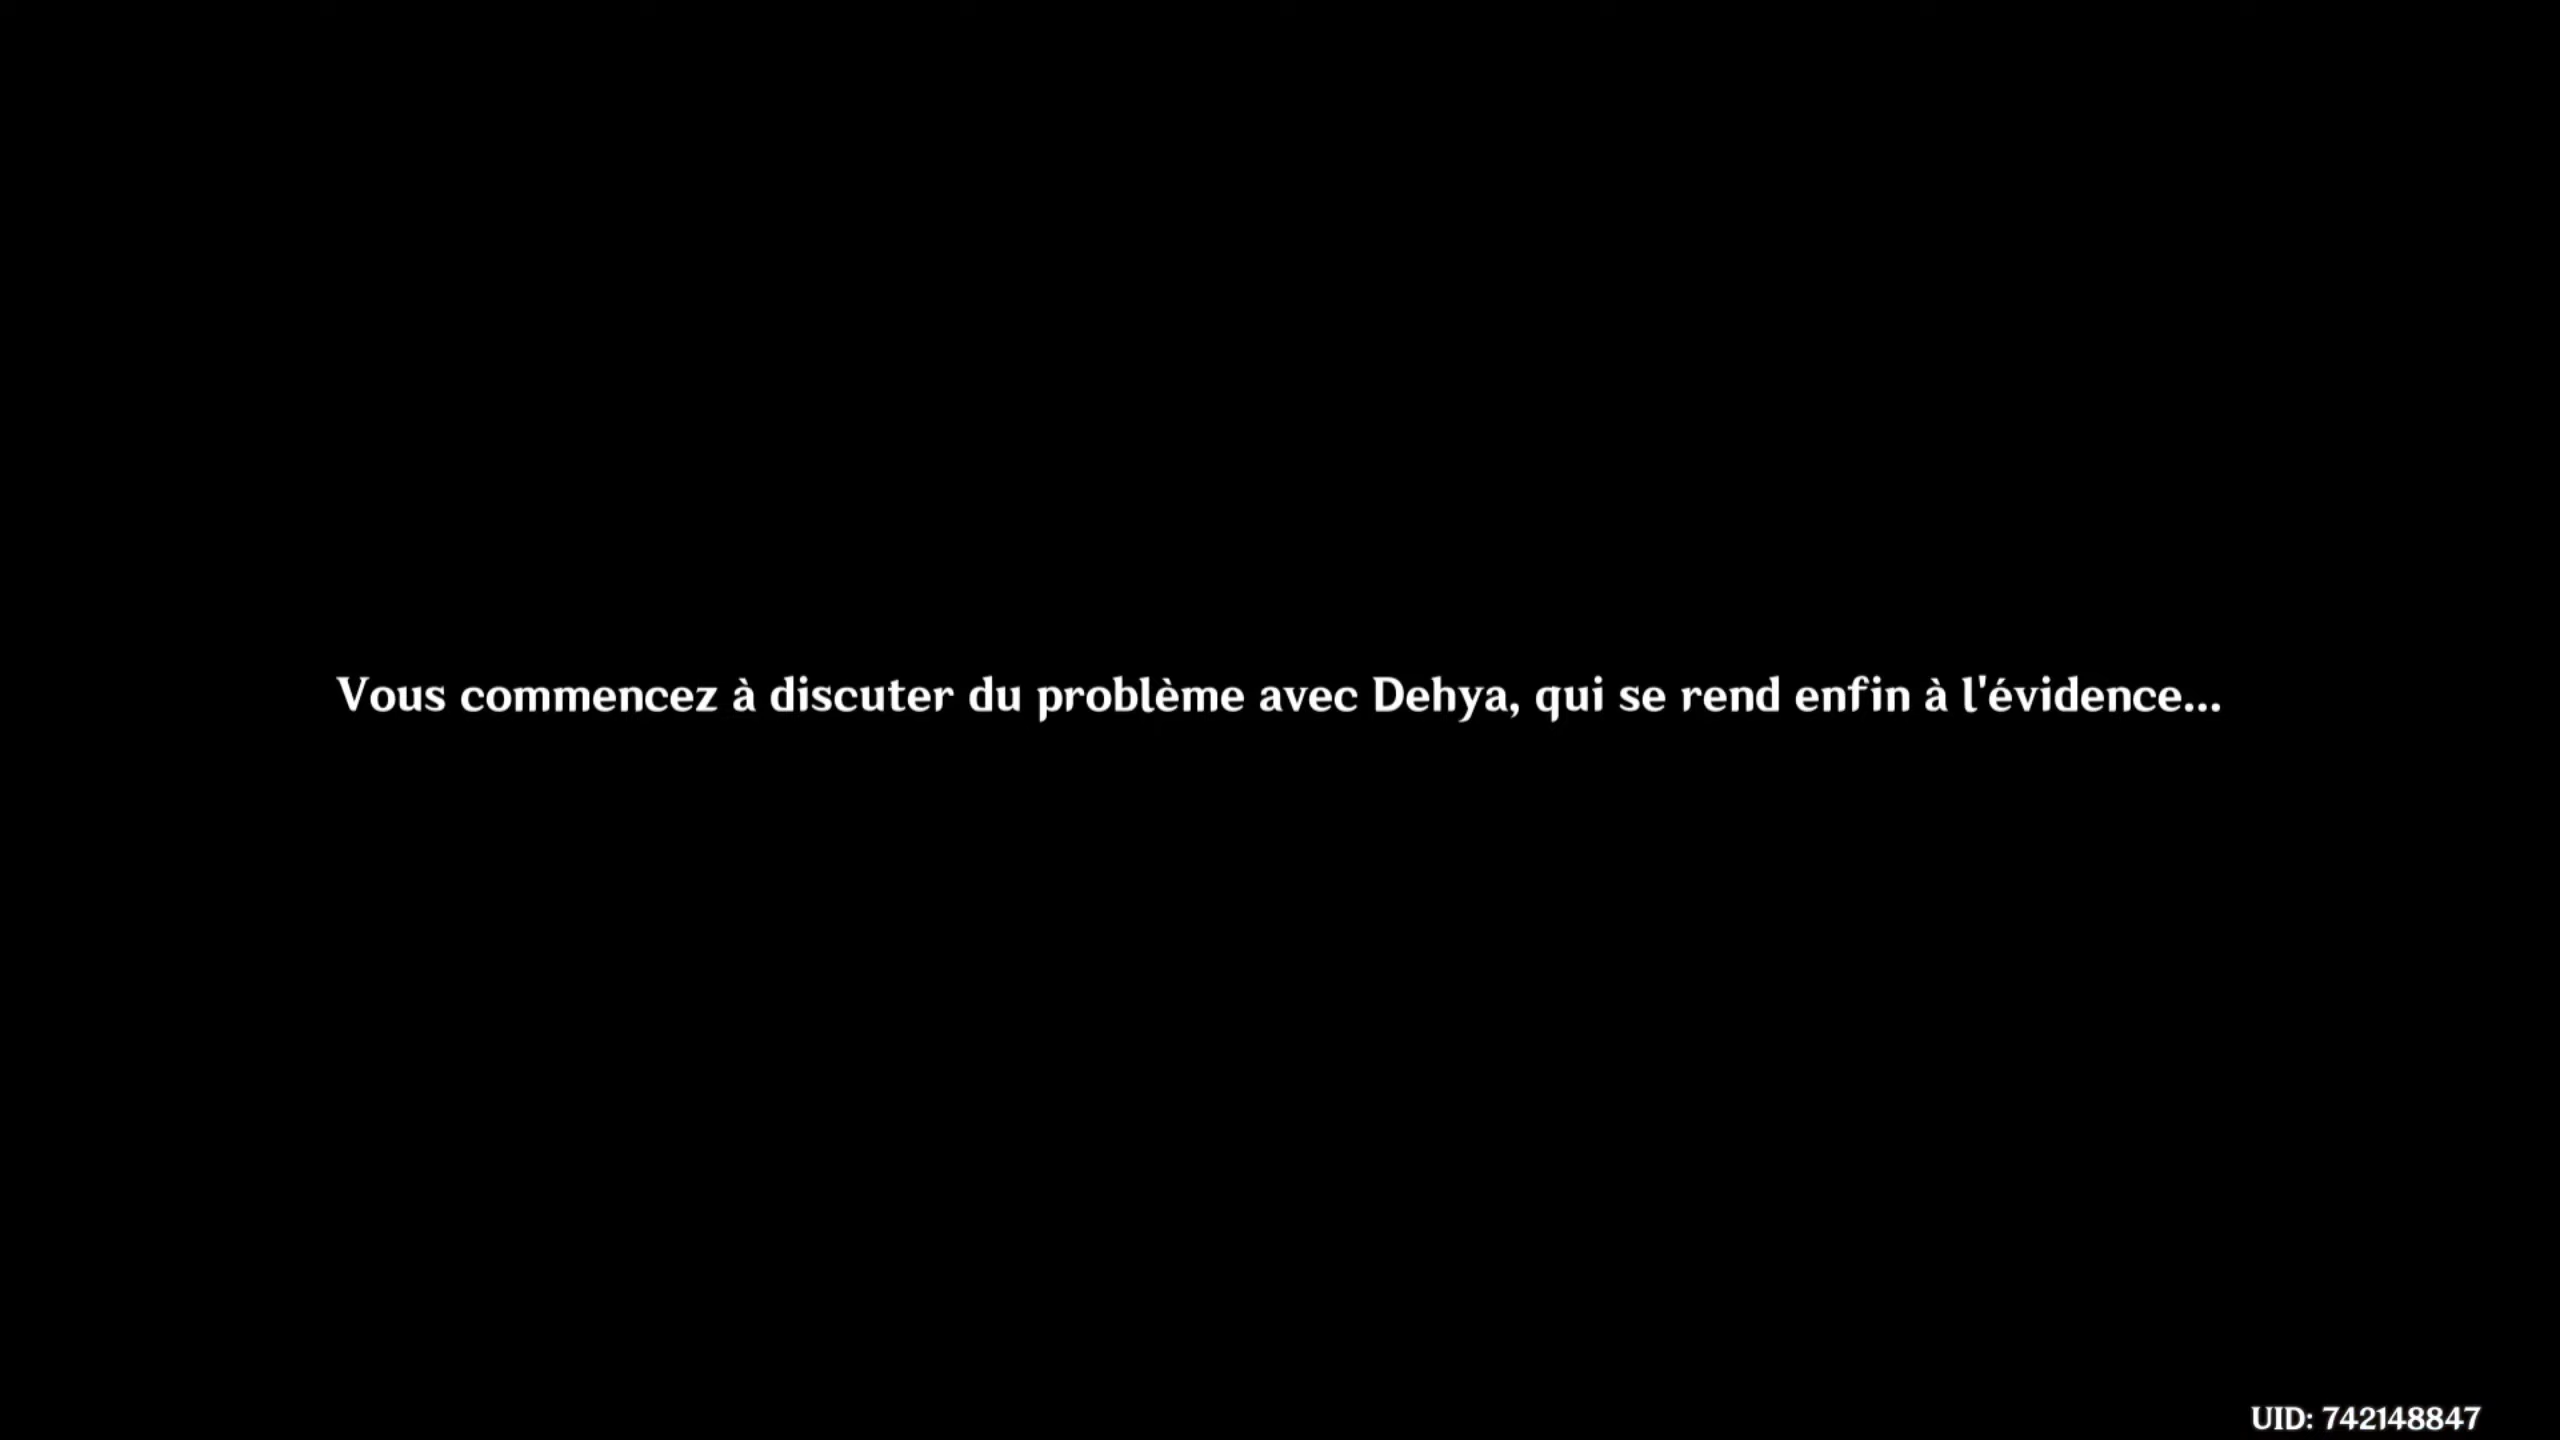 Vous commencez à discuter du problème avec Dehya, qui se rend enfin à l'évidence...
UID: 742148847